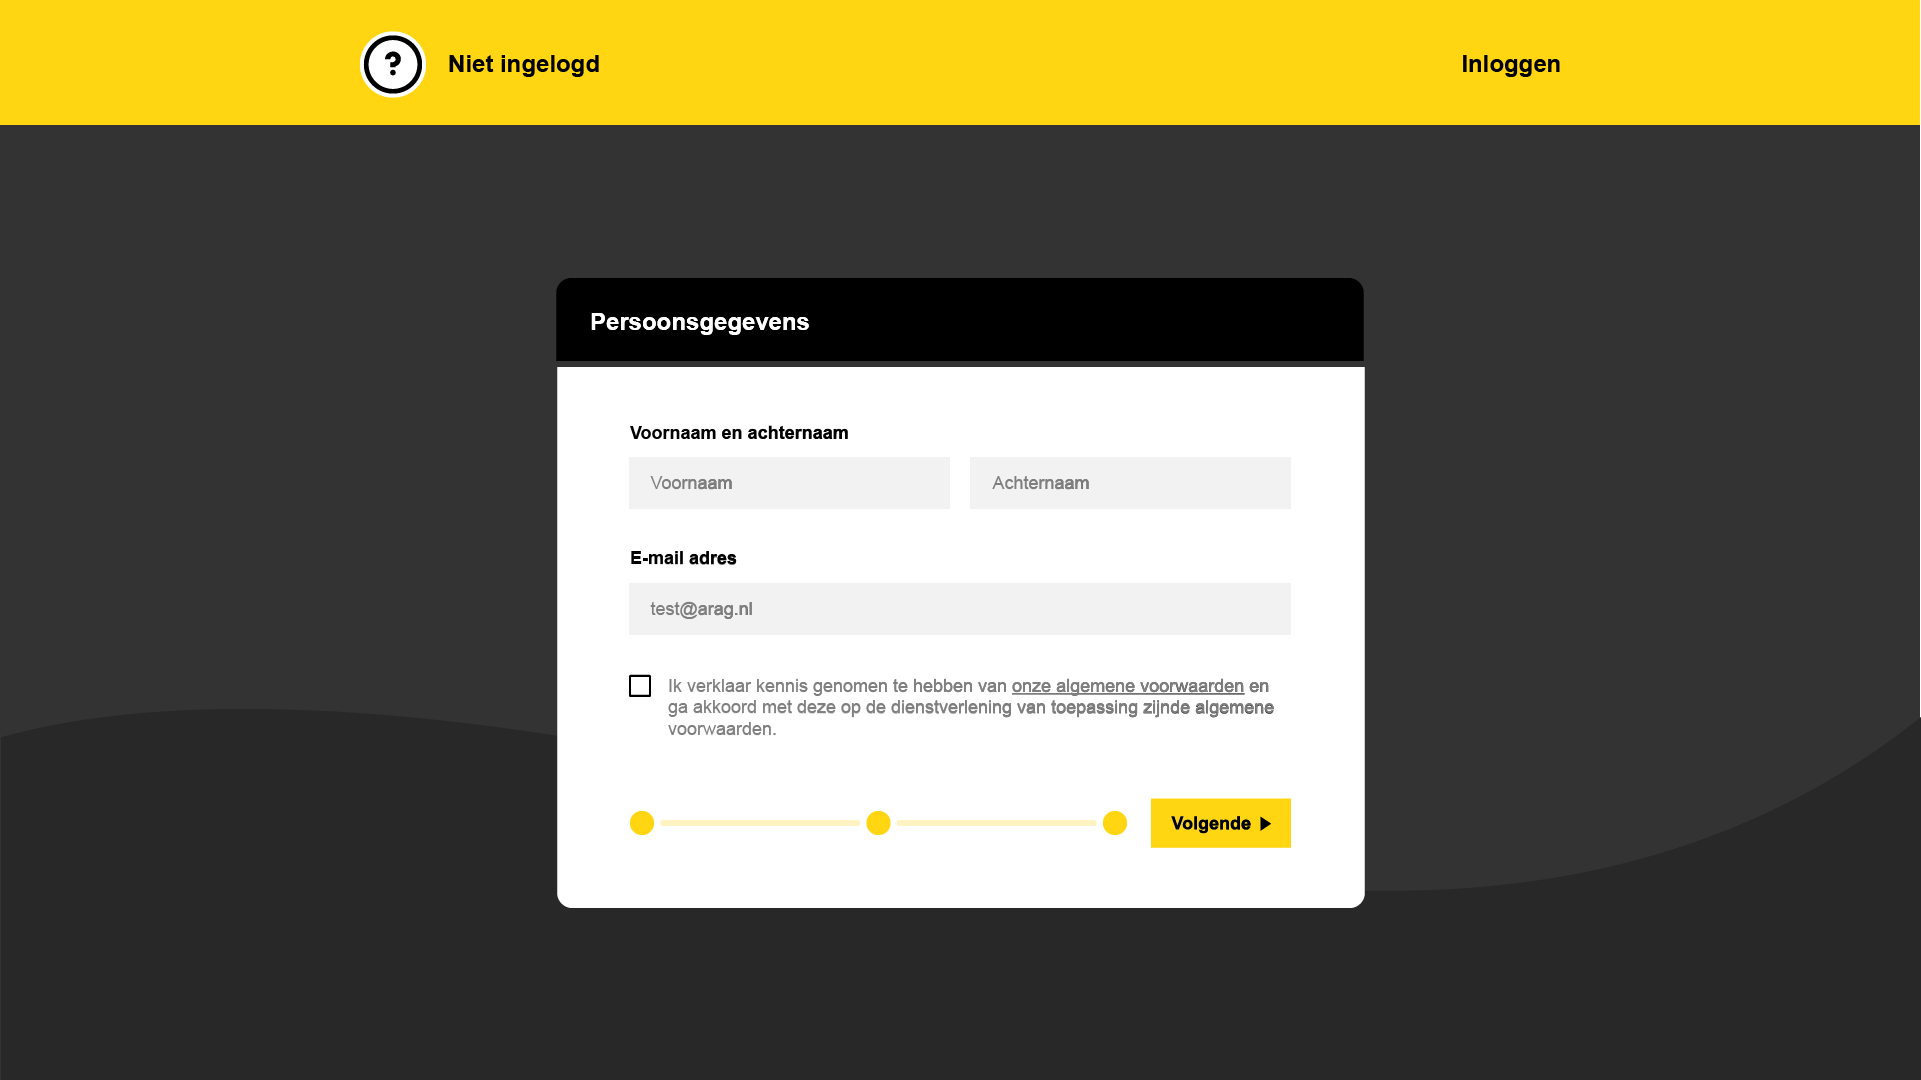 ?
Niet ingelogd
Inloggen
Persoonsgegevens
Voornaam en achternaam
Voornaam
Achternaam
E-mail adres
test@arag.nl
Ik verklaar kennis genomen te hebben van onze algemene voorwaarden en
ga akkoord met deze op de dienstverlening van toepassing zijnde algemene
voorwaarden.
Volgende